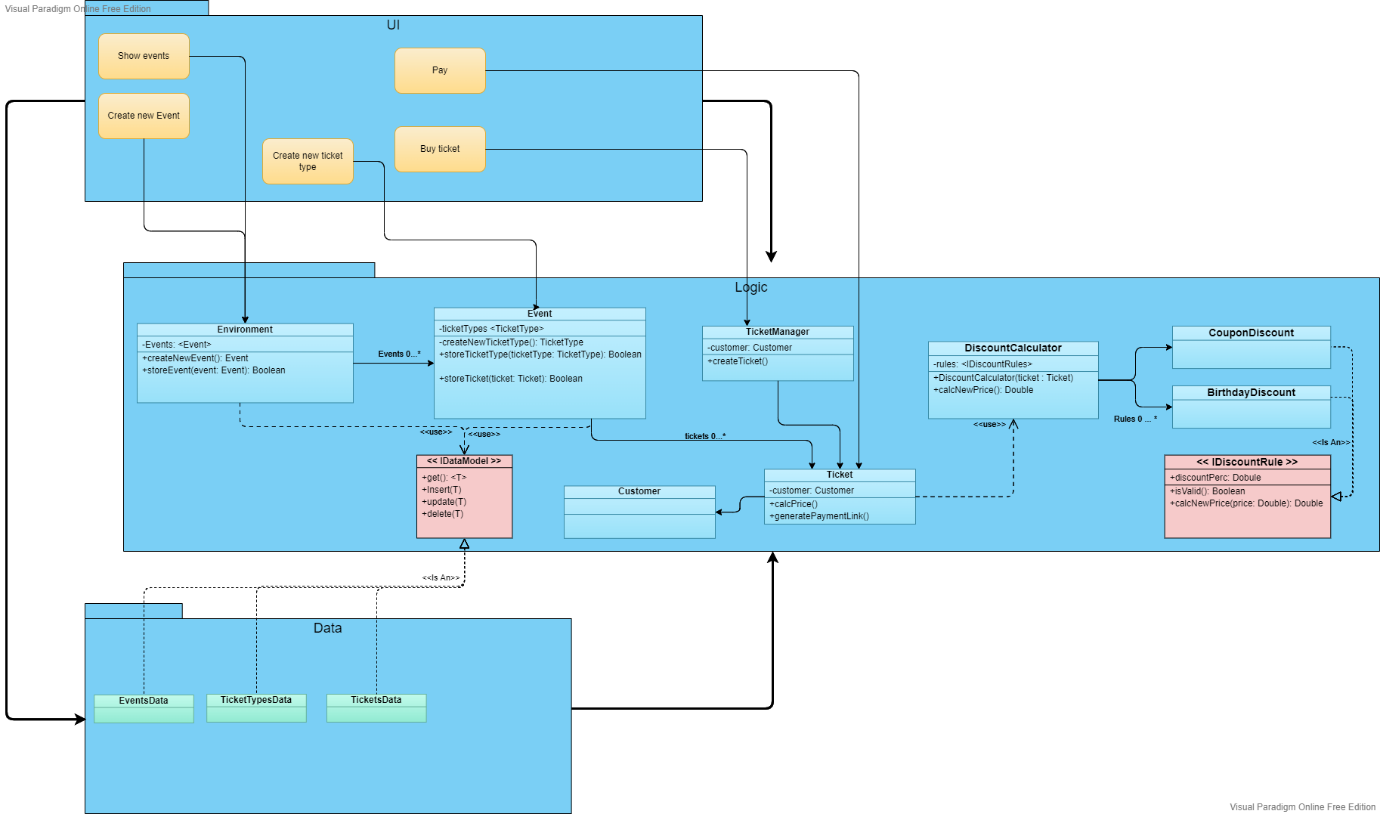 Visual Paradigm Online Free Edition
UI
Show events
Pay
Create new Event
Create new ticket
type
Buy ticket
Logic
Environment
-Events: <Event>
+createNewEvent(): Event
+storeEvent(event: Event): Boolean
Events 0...*
Event
-ticketTypes <TicketType>
-createNewTicketType(): TicketType
+storeTicketType(ticketType: TicketType): Boolean
+storeTicket(ticket: Ticket): Boolean
TicketManager
-customer: Customer
+createTicket()
DiscountCalculator
-rules: <IDiscountRules>
+DiscountCalculator(ticket : Ticket)
+calcNewPrice(): Double
CouponDiscount
BirthdayDiscount
Rules 0 ... *
<<use>>
<<use>>
tickets 0...*
<<use>>
<<Is An>>
<< IDataModel >>
+get(): <T>
+Insert(T)
+update(T)
+delete(T)
Customer
Ticket
-customer: Customer
+calcPrice()
+generatePaymentLink()
<< IDiscountRule >>
+discountPerc: Dobule
+isValid(): Boolean
+calcNewPrice(price: Double): Double
<<Is An>>
Data
EventsData
TicketTypesData
TicketsData
Visual Paradigm Online Free Edition